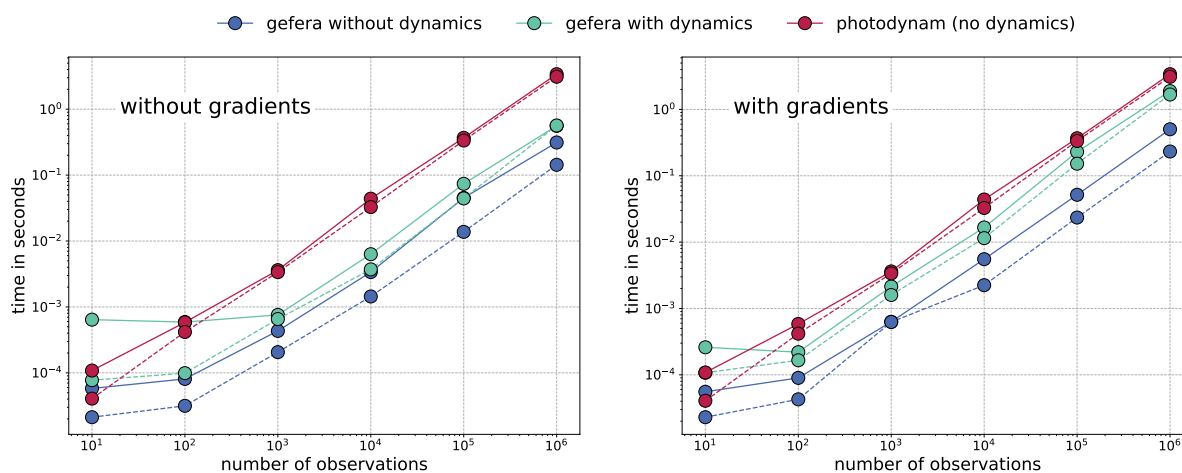 gefera without dynamics gefera with dynamics photodynam (no dynamics)
without gradients
time in seconds
10⁰
10⁻¹
10⁻²
10⁻³
10⁻⁴
10¹ 10² 10³ 10⁴ 10⁵ 10⁶
number of observations
with gradients
time in seconds
10⁰
10⁻¹
10⁻²
10⁻³
10⁻⁴
10¹ 10² 10³ 10⁴ 10⁵ 10⁶
number of observations